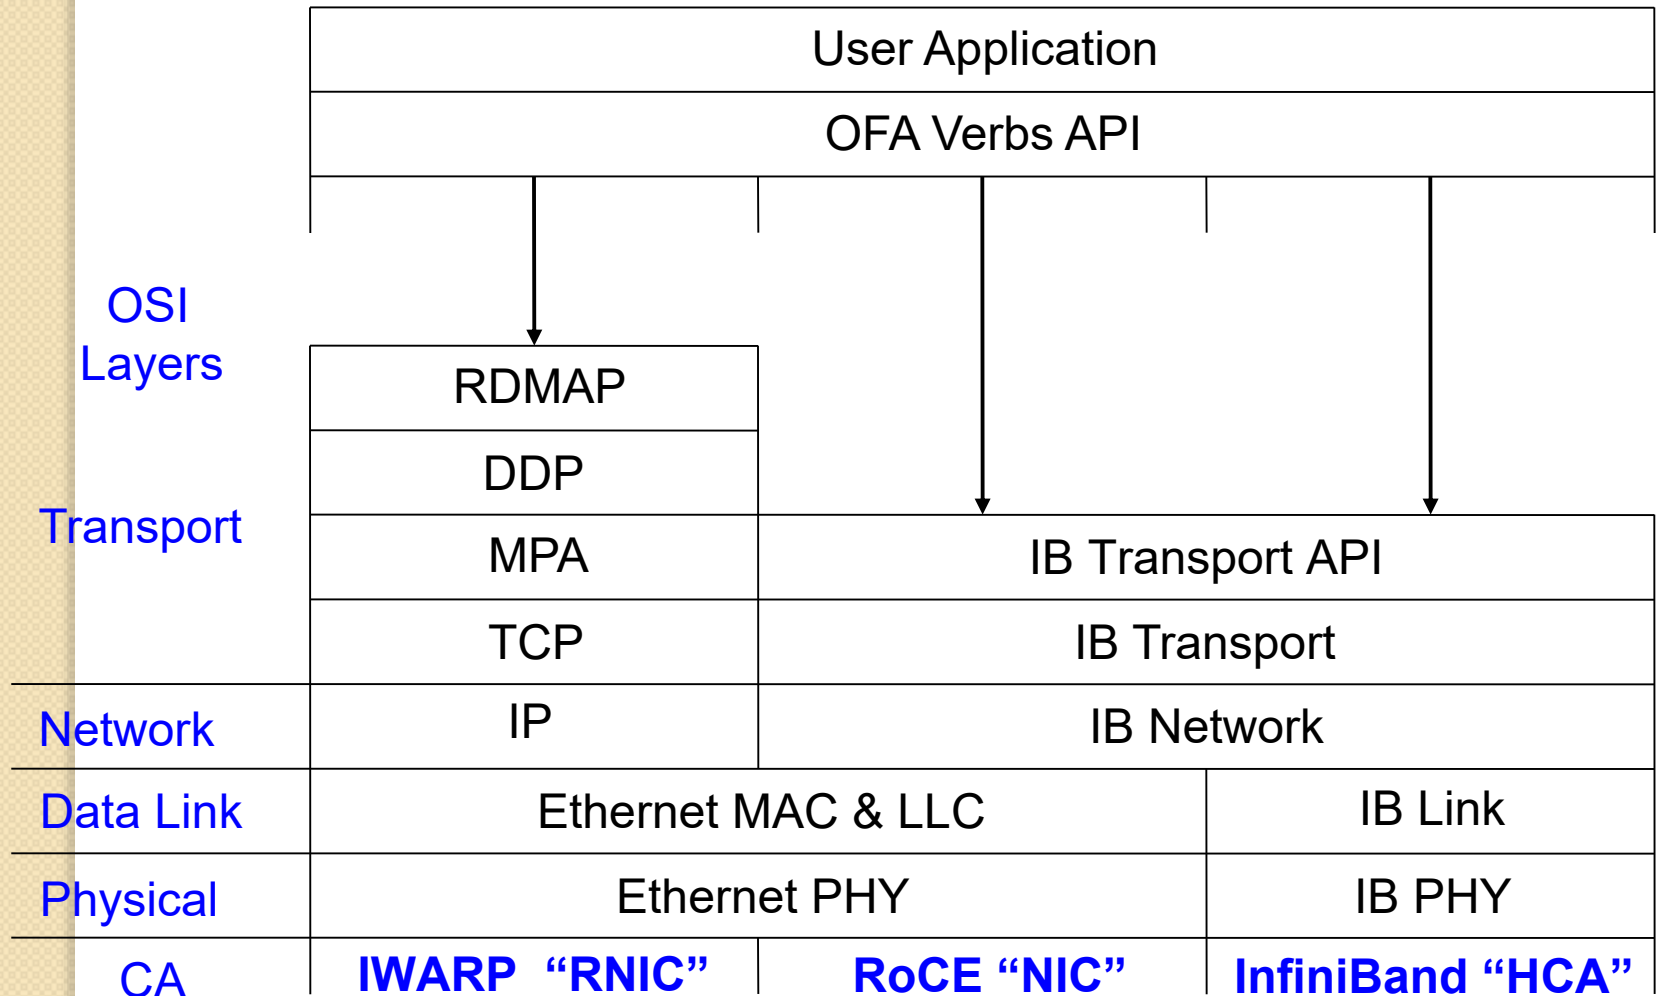 User Application
OFA Verbs API
OSI
Layers
RDMAP
DDP
Transport
MPA
IB Transport API
TCP
IB Transport
Network
IP
IB Network
Data Link
Ethernet MAC & LLC
IB Link
Physical
Ethernet PHY
IB PHY
CA
IWARP “RNIC”
RoCE “NIC”
InfiniBand “HCA”